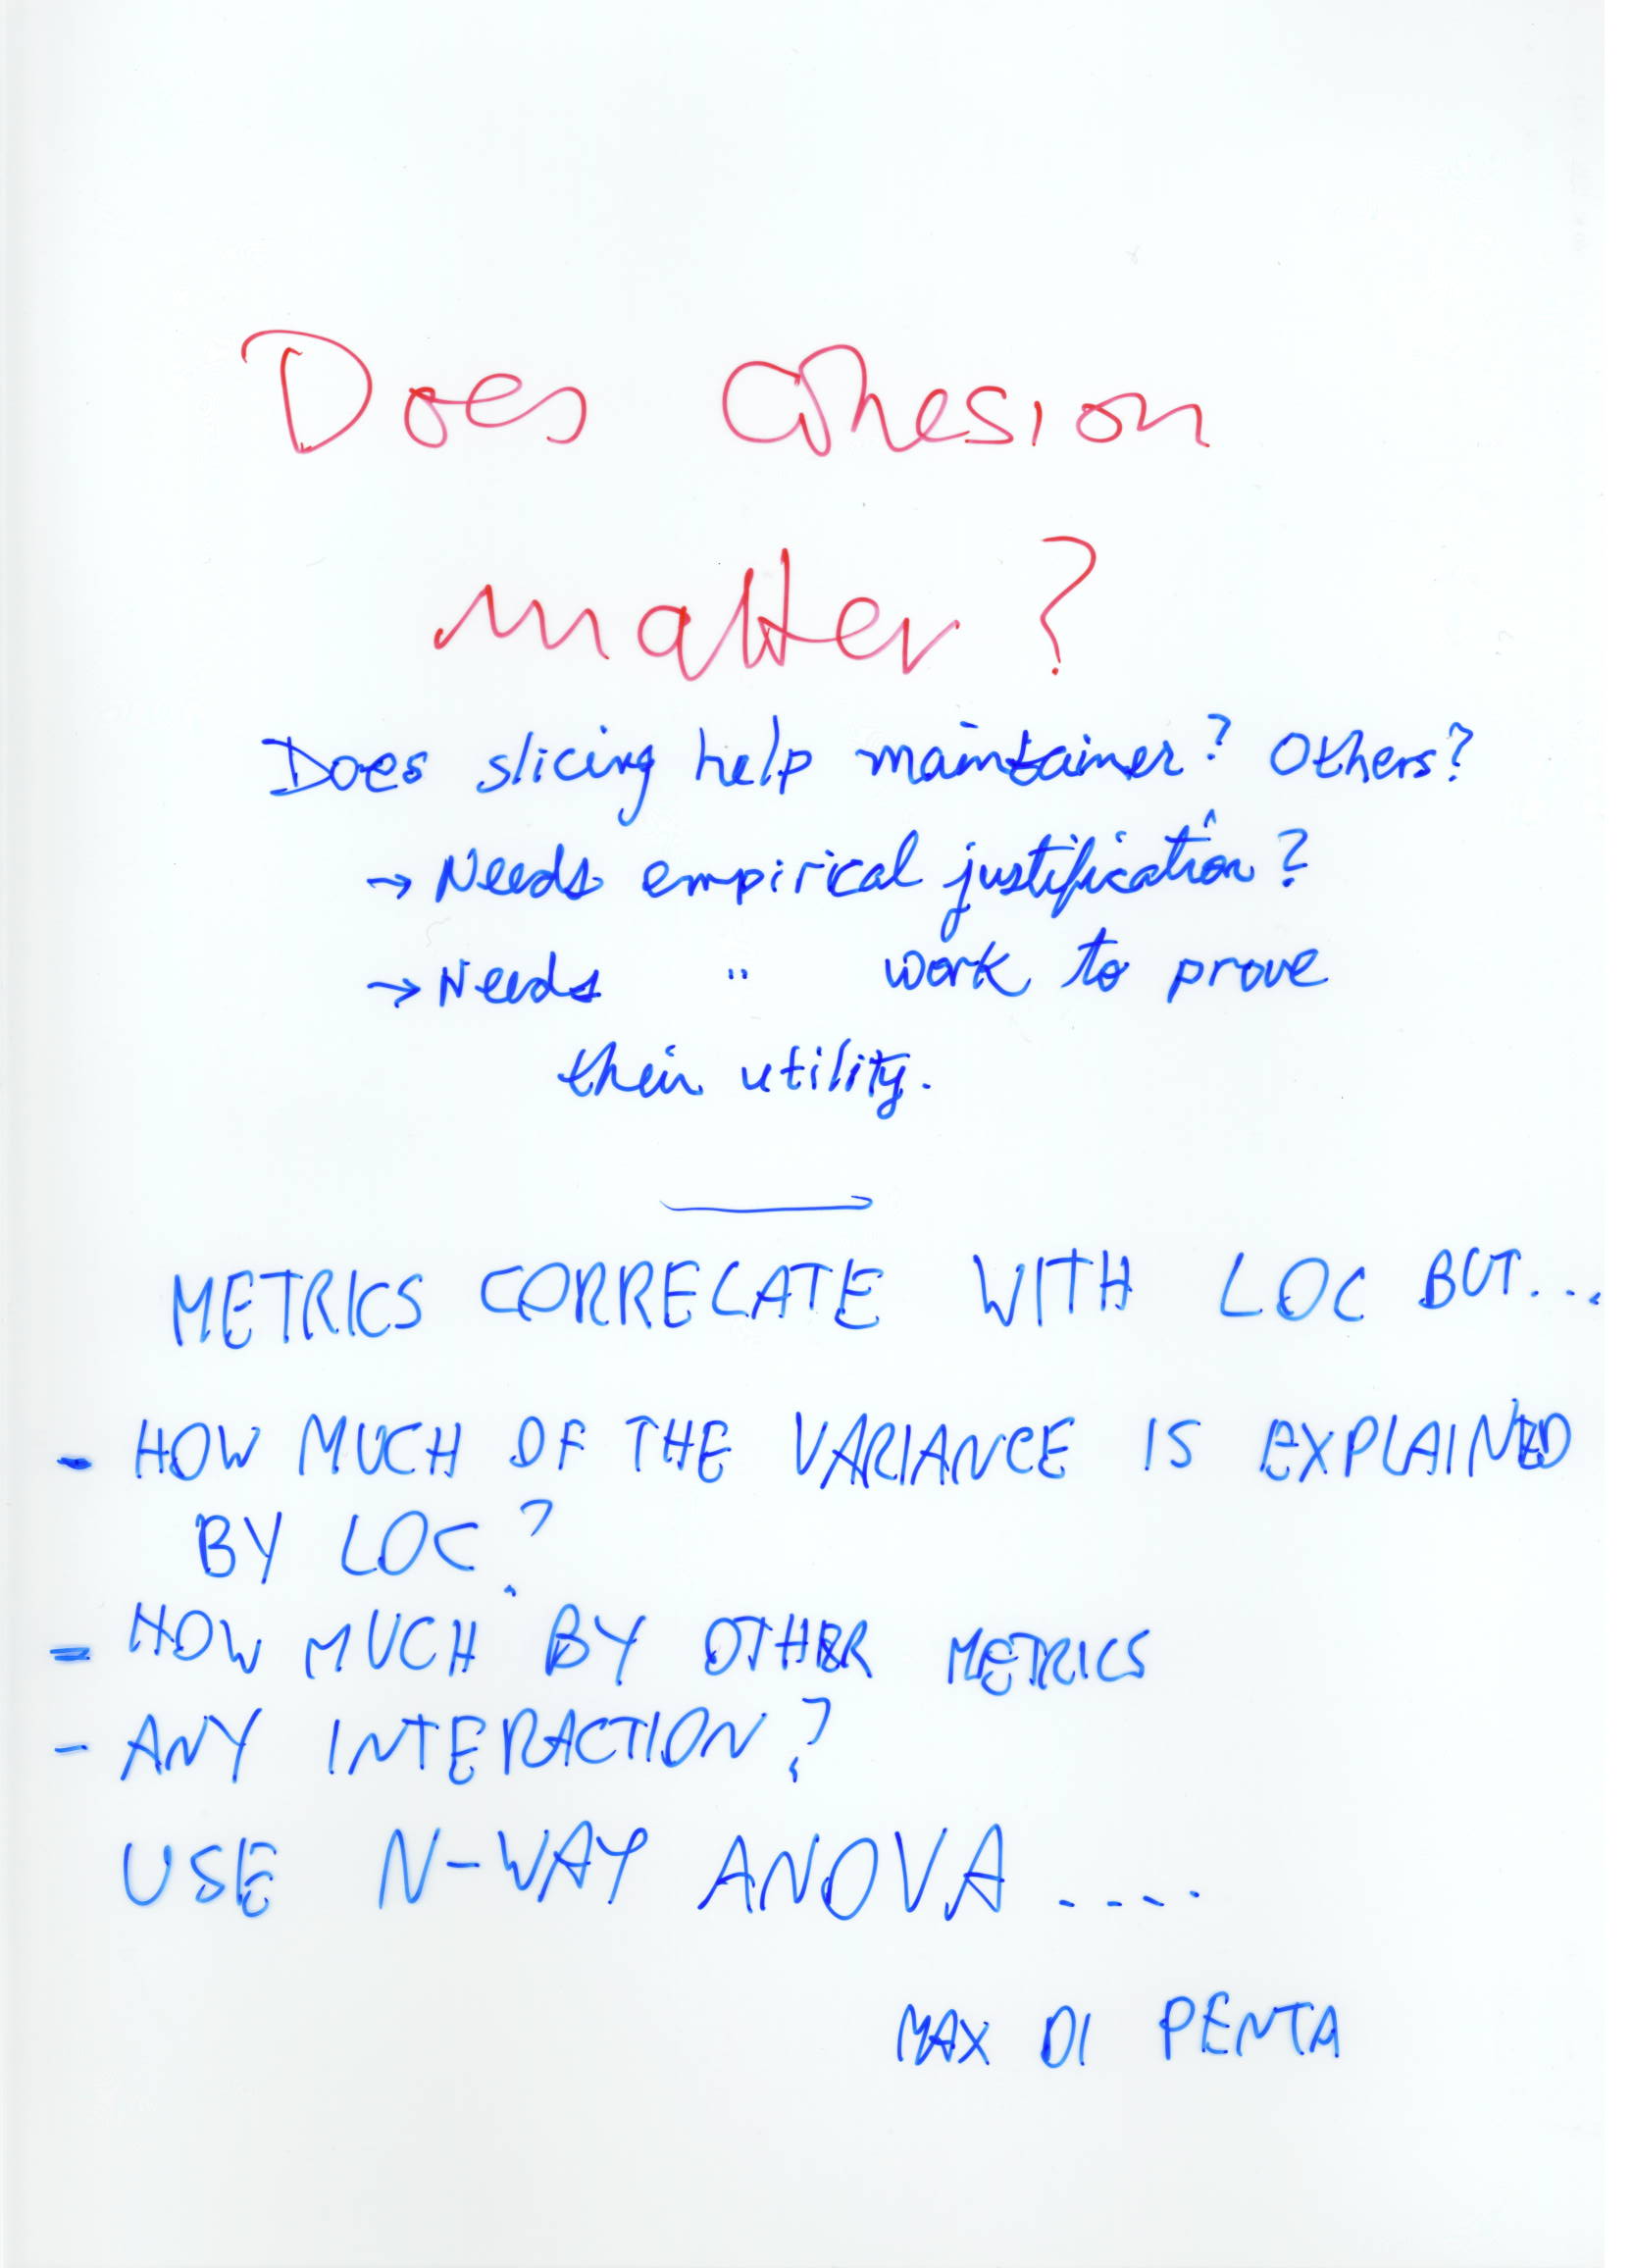 Does Cohesion
matter?
Does slicing help maintainer? Others?
→ Needs empirical justification?
→ Needs " work to prove
their utility.
METRICS CORRELATE WITH LOC BUT...
- HOW MUCH OF THE VARIANCE IS EXPLAINED
BY LOC?
= HOW MUCH BY OTHER METRICS
- ANY INTERACTION?
USE N-WAY ANOVA ....
MAX DI PENTA